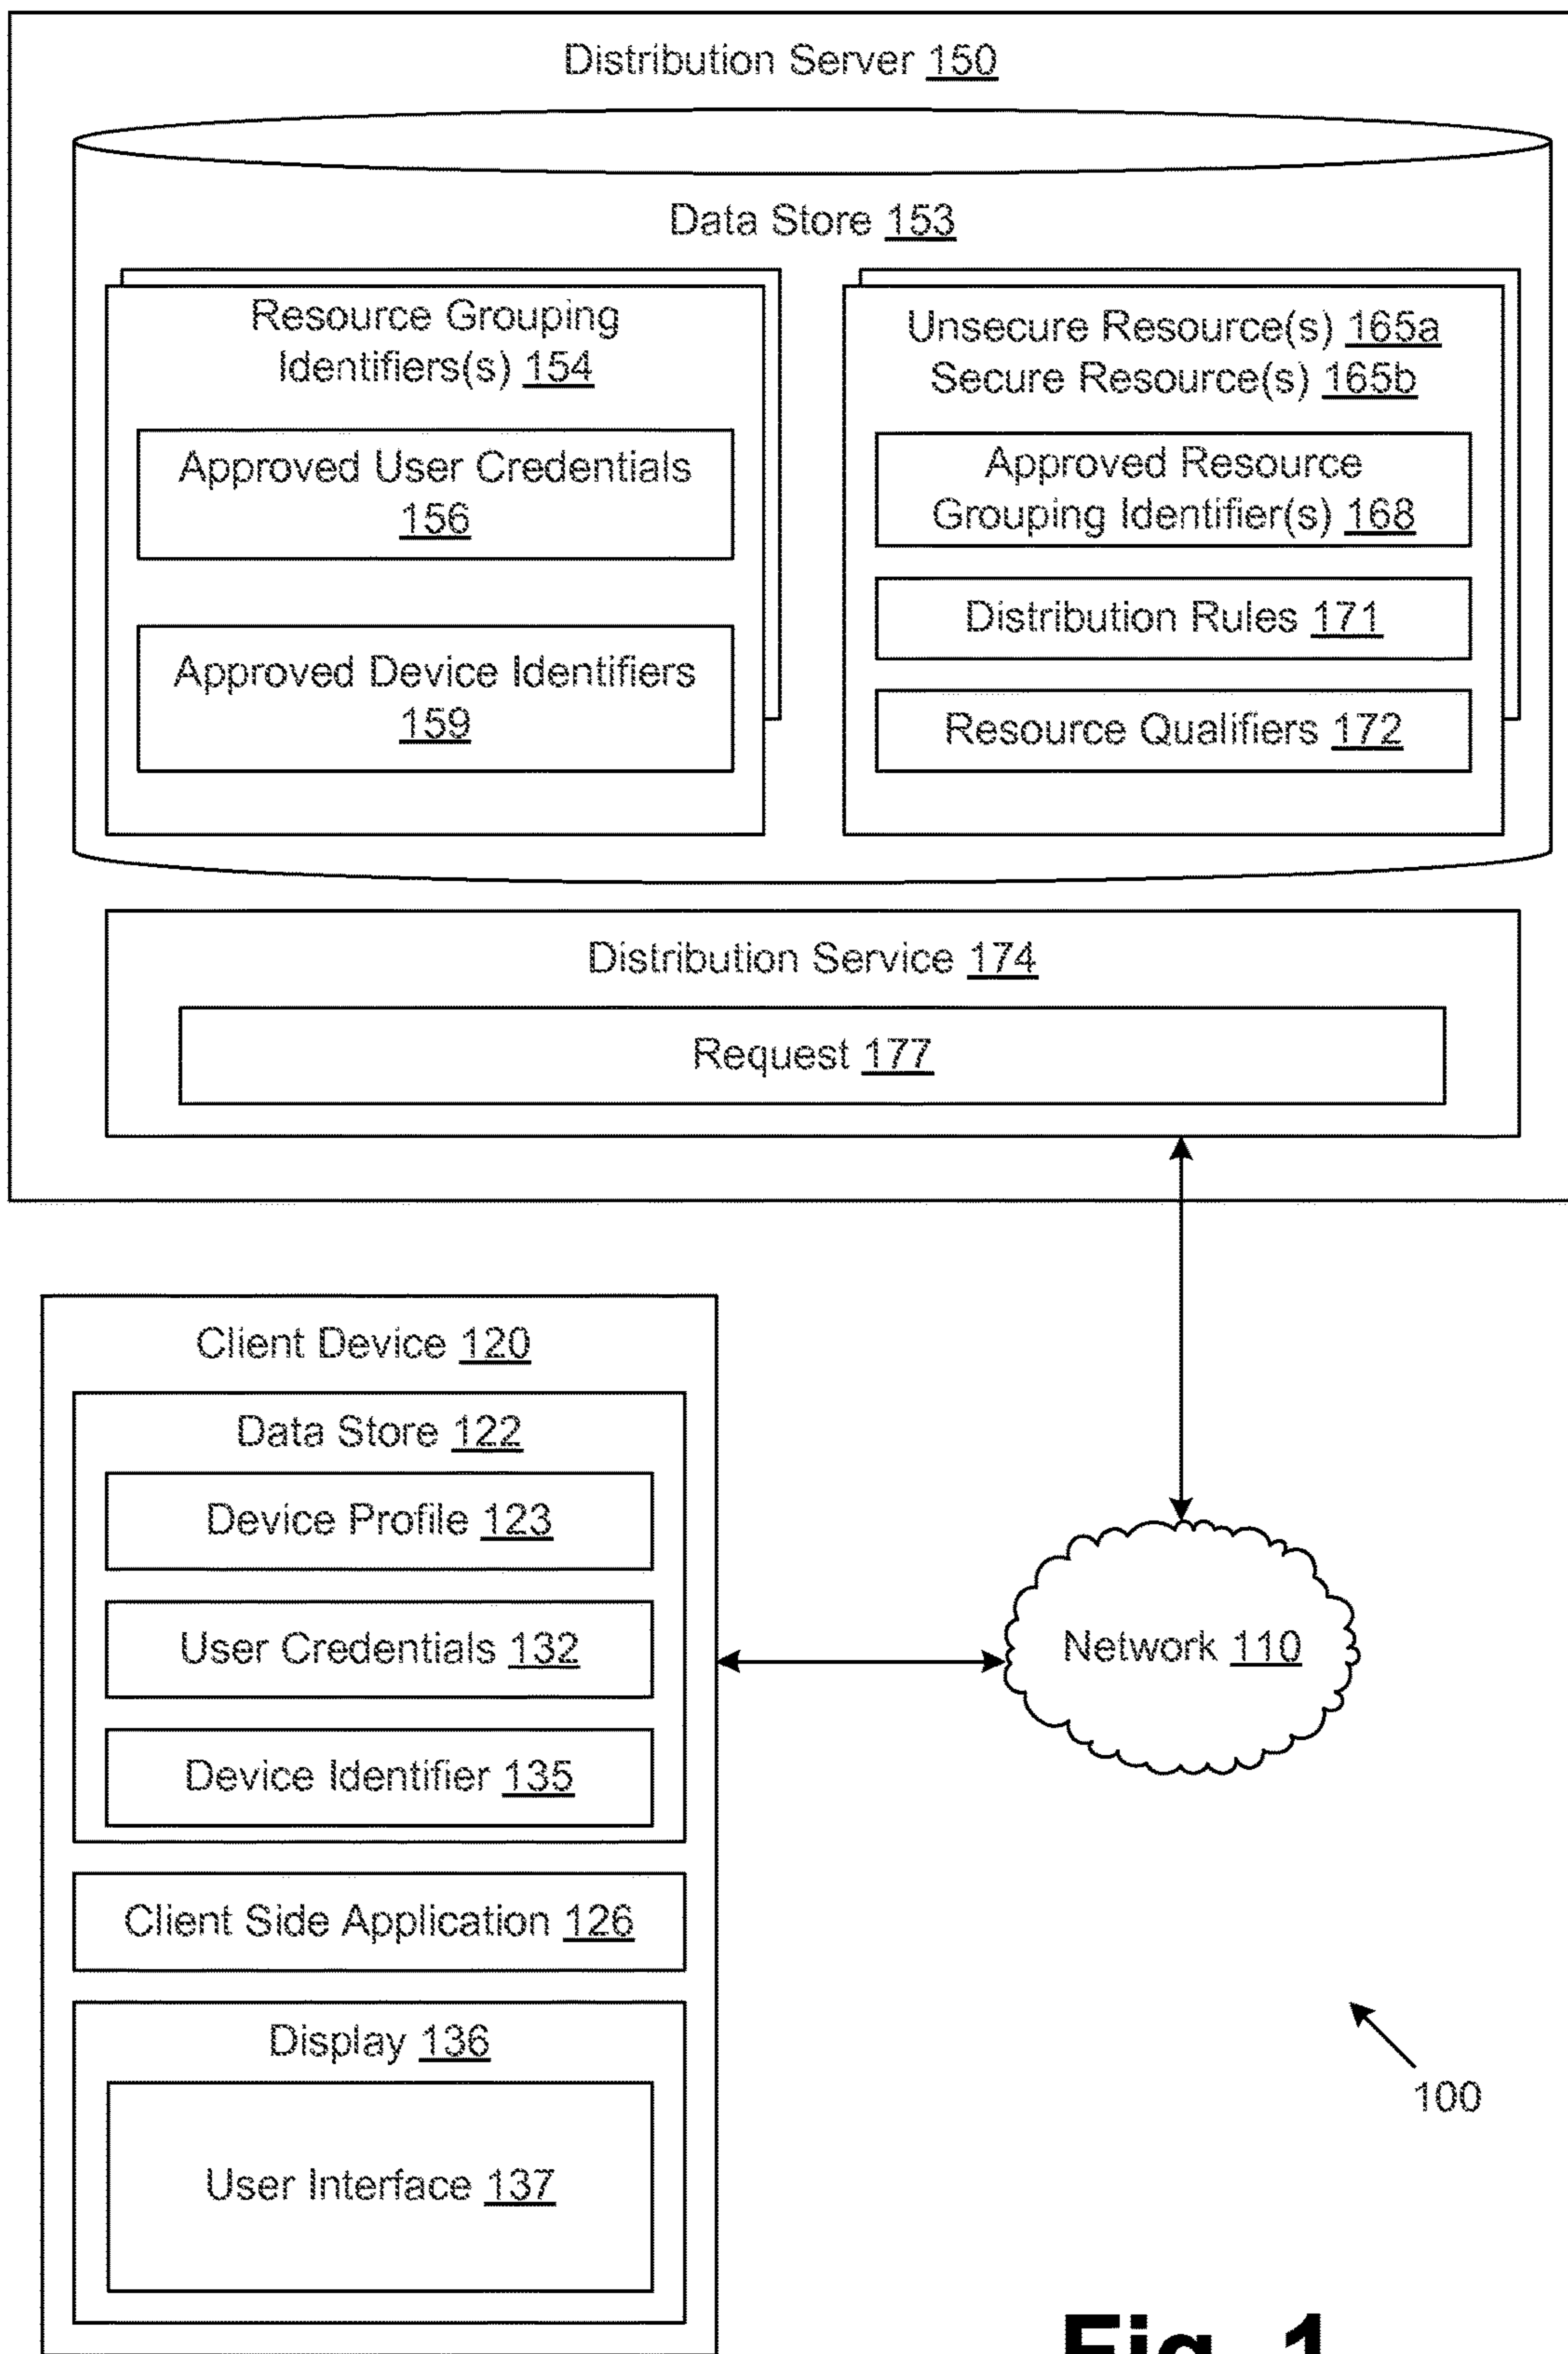 Distribution Server 150
Data Store 153
Resource Grouping
Identifiers(s) 154
Approved User Credentials
156
Approved Device Identifiers
159
Unsecure Resource(s) 165a
Secure Resource(s) 165b
Approved Resource
Grouping Identifier(s) 168
Distribution Rules 171
Resource Qualifiers 172
Distribution Service 174
Request 177
Client Device 120
Data Store 122
Device Profile 123
User Credentials 132
Device Identifier 135
Client Side Application 126
Display 136
User Interface 137
Network 110
100
Fig. 1